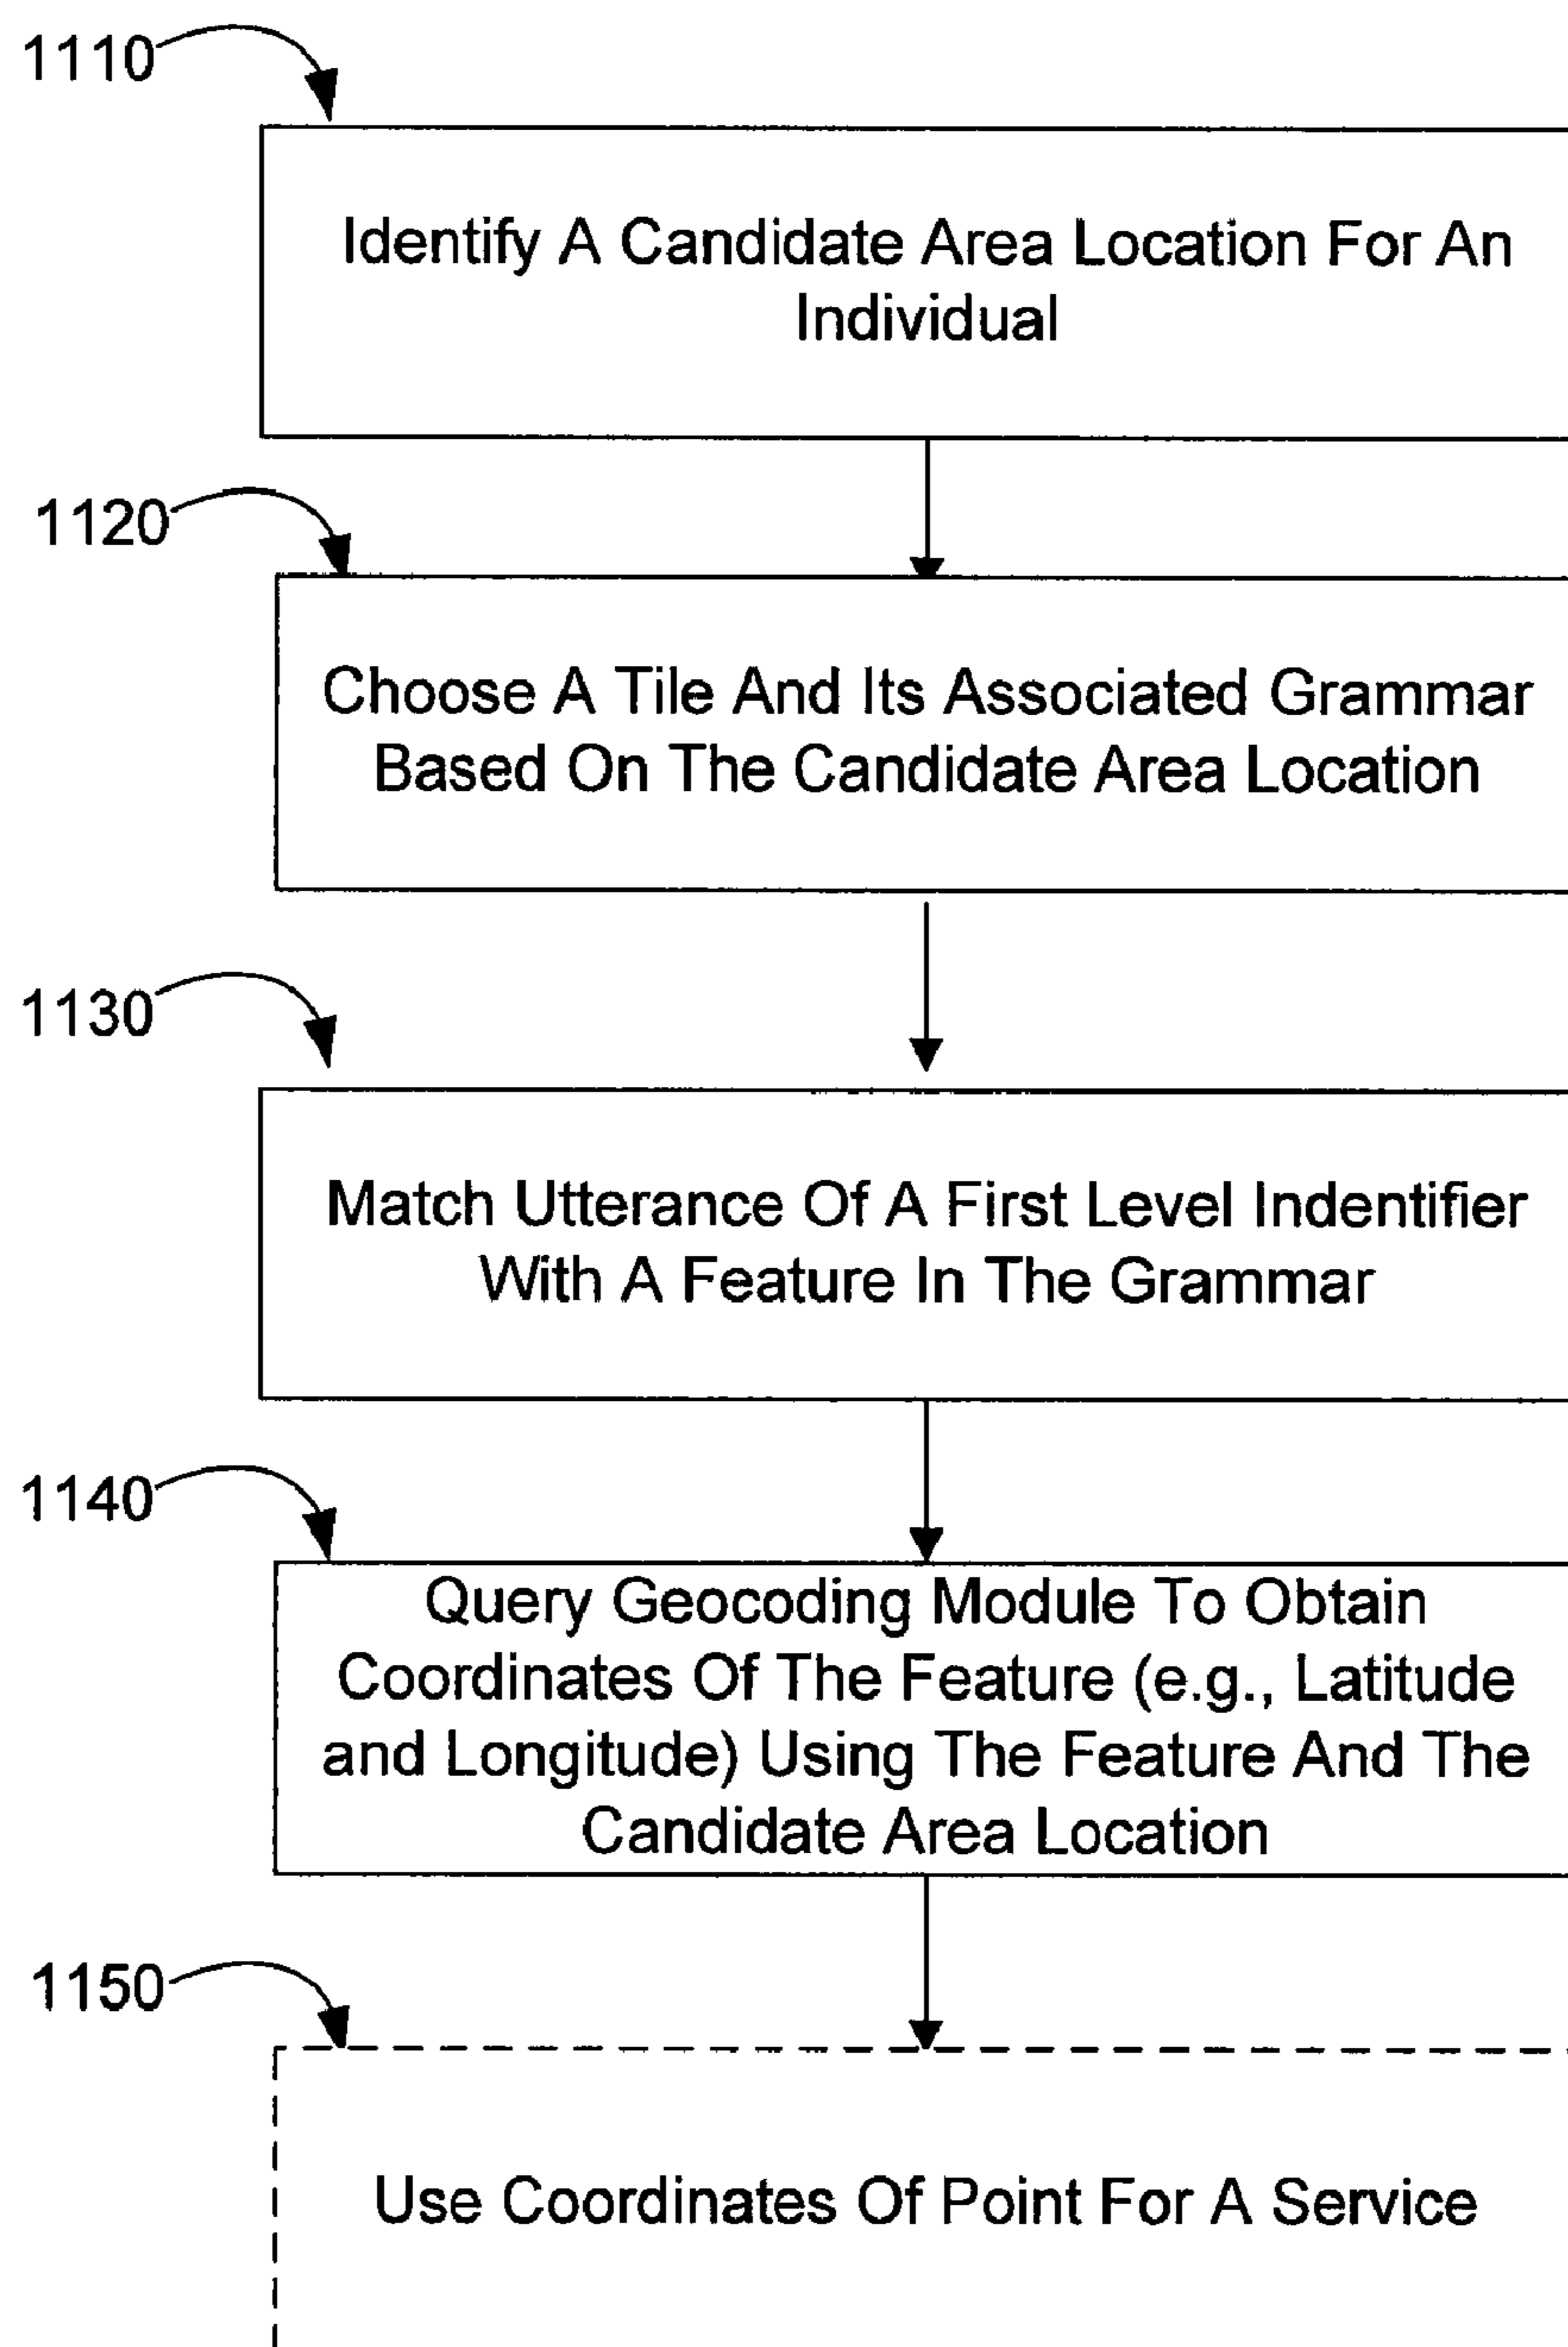 1110
Identify A Candidate Area Location For An
Individual
1120
Choose A Tile And Its Associated Grammar
Based On The Candidate Area Location
1130
Match Utterance Of A First Level Indentifier
With A Feature In The Grammar
1140
Query Geocoding Module To Obtain
Coordinates Of The Feature (e.g., Latitude
and Longitude) Using The Feature And The
Candidate Area Location
1150
Use Coordinates Of Point For A Service